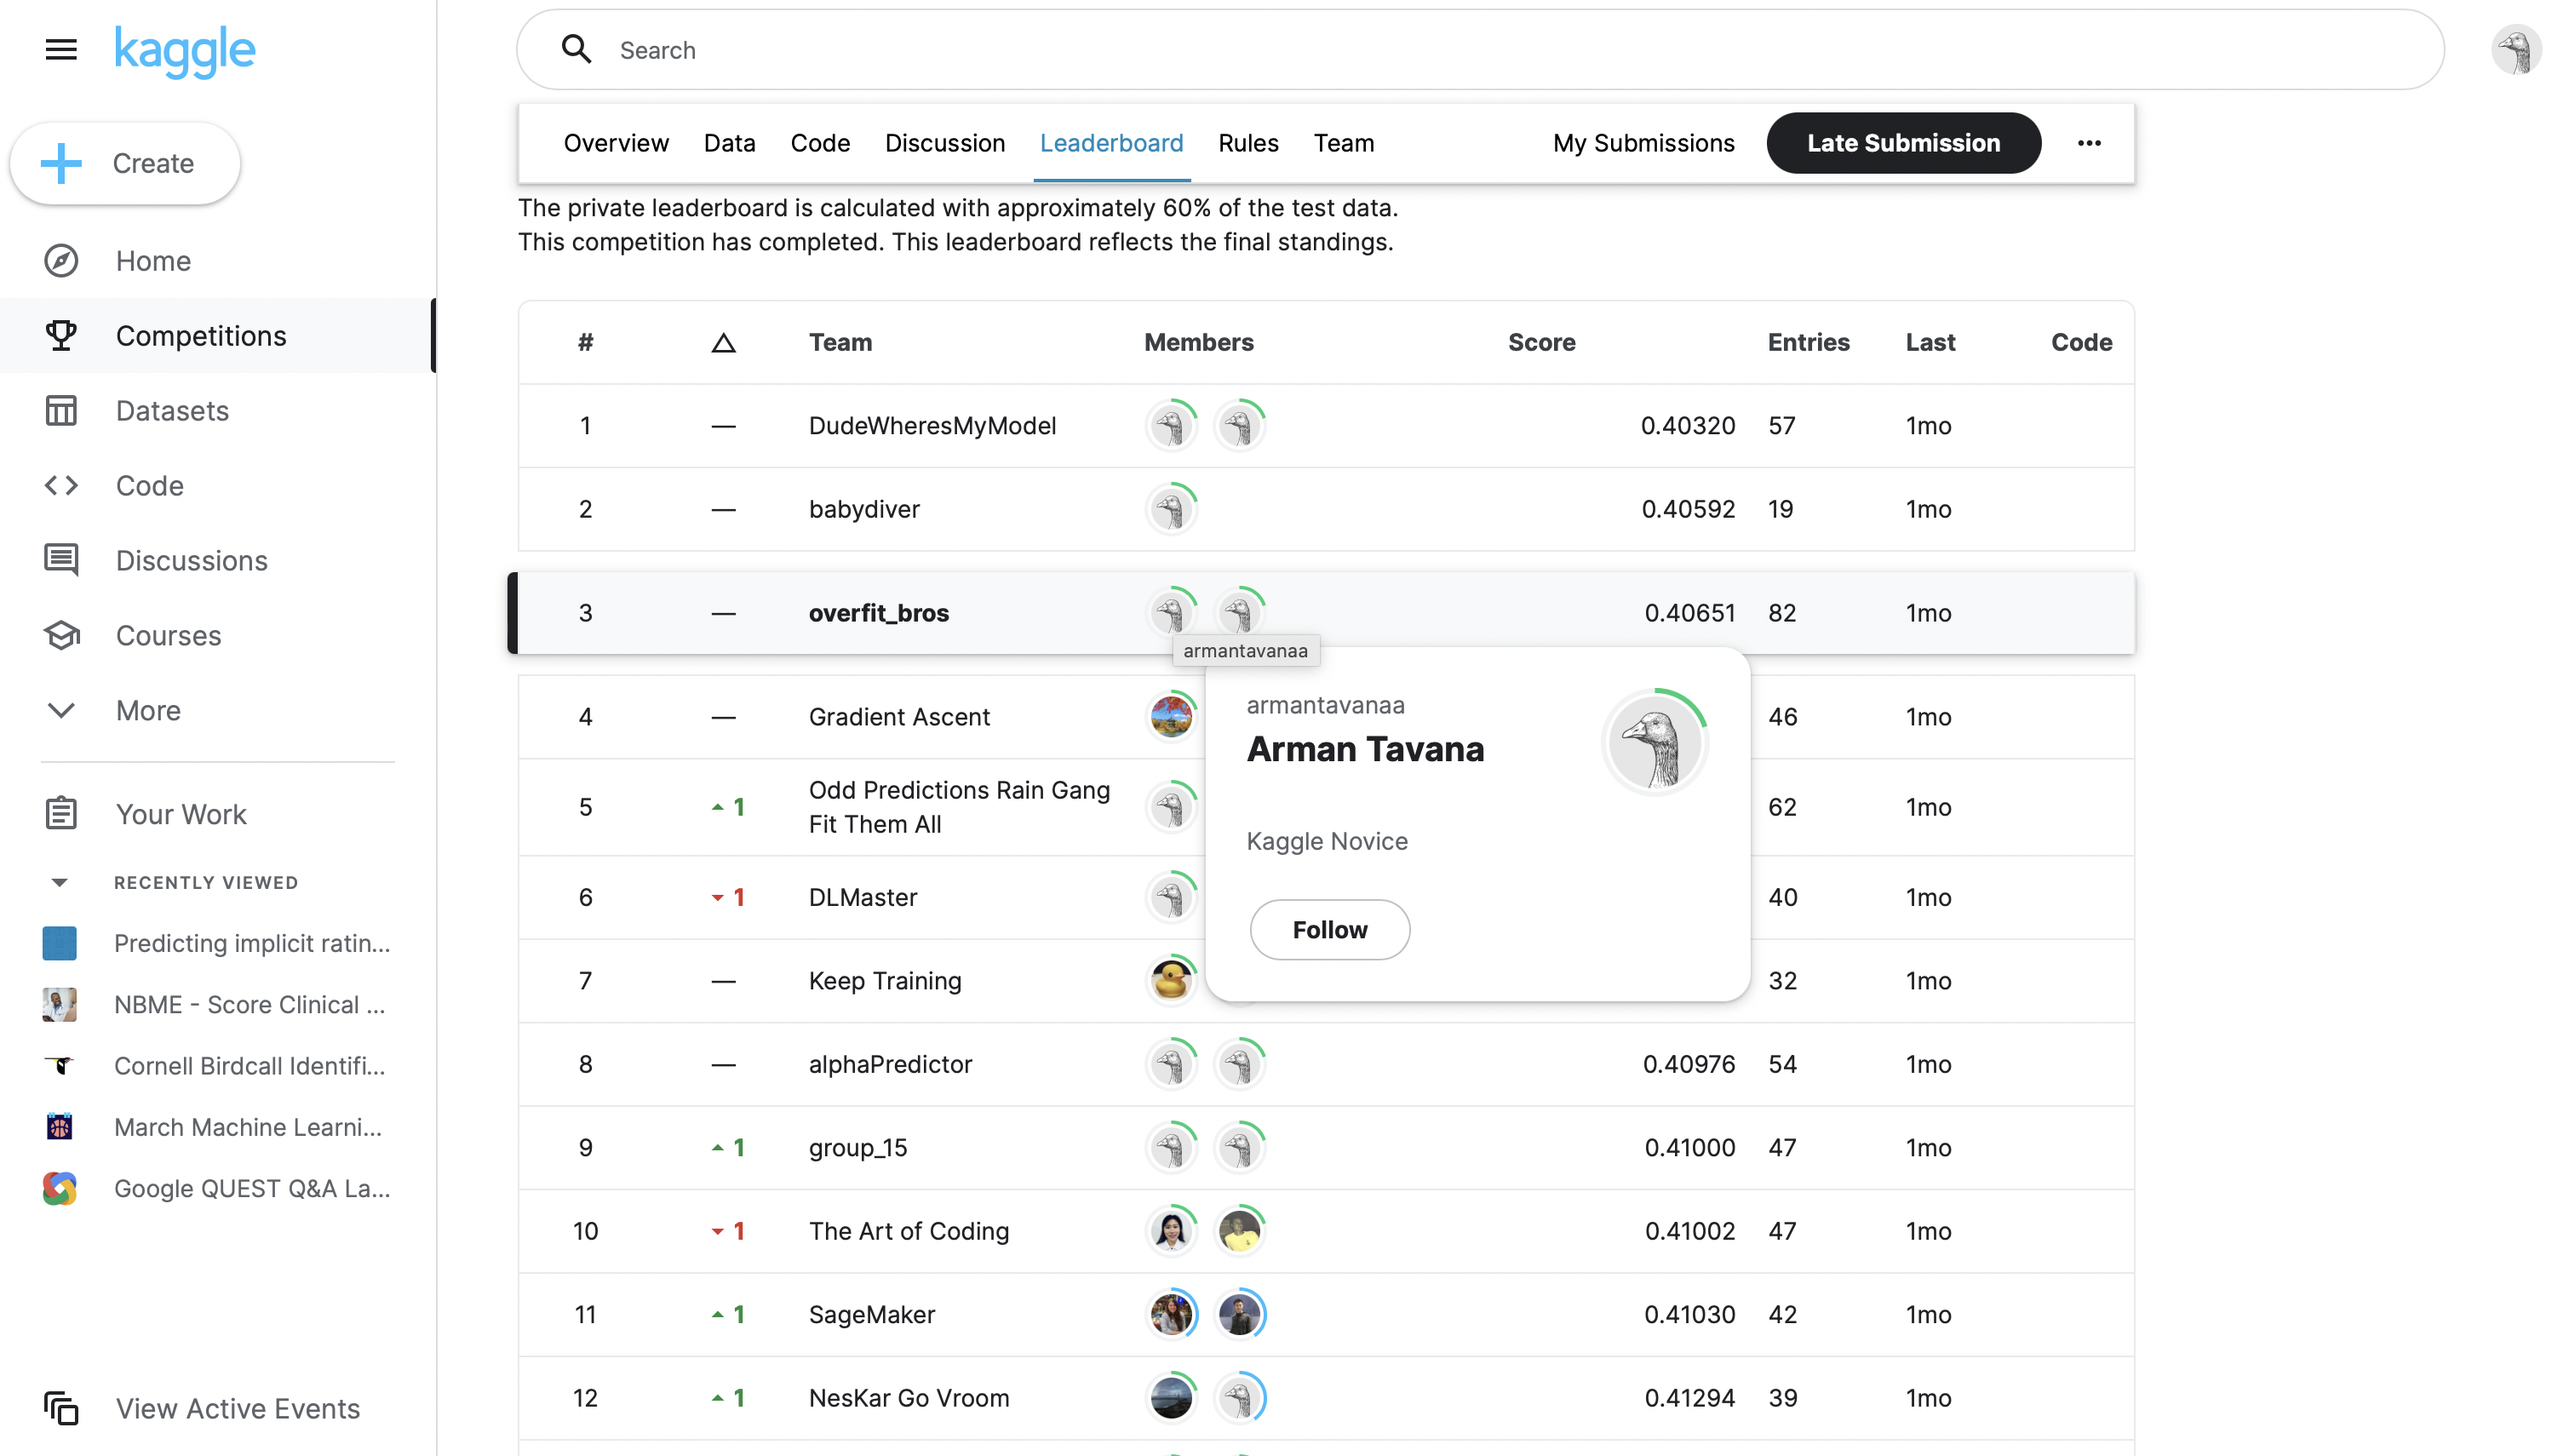 kaggle
Search
Create
Home
Competitions
Datasets
Code
Discussions
Courses
More
Your Work
RECENTLY VIEWED
Predicting implicit ratin...
NBME - Score Clinical ...
Cornell Birdcall Identifi...
March Machine Learni...
Google QUEST Q&A La...
View Active Events
Overview Data Code Discussion Leaderboard Rules Team My Submissions Late Submission ...
The private leaderboard is calculated with approximately 60% of the test data.
This competition has completed. This leaderboard reflects the final standings.
# △ Team Members Score Entries Last Code
1 — DudeWheresMyModel 0.40320 57 1mo
2 — babydiver 0.40592 19 1mo
3 — overfit_bros 0.40651 82 1mo
armantavanaa
armantavanaa
Arman Tavana
Kaggle Novice
Follow
4 — Gradient Ascent 46 1mo
5 1 Odd Predictions Rain Gang
Fit Them All 62 1mo
6 1 DLMaster 40 1mo
7 — Keep Training 32 1mo
8 — alphaPredictor 0.40976 54 1mo
9 1 group_15 0.41000 47 1mo
10 1 The Art of Coding 0.41002 47 1mo
11 1 SageMaker 0.41030 42 1mo
12 1 NesKar Go Vroom 0.41294 39 1mo